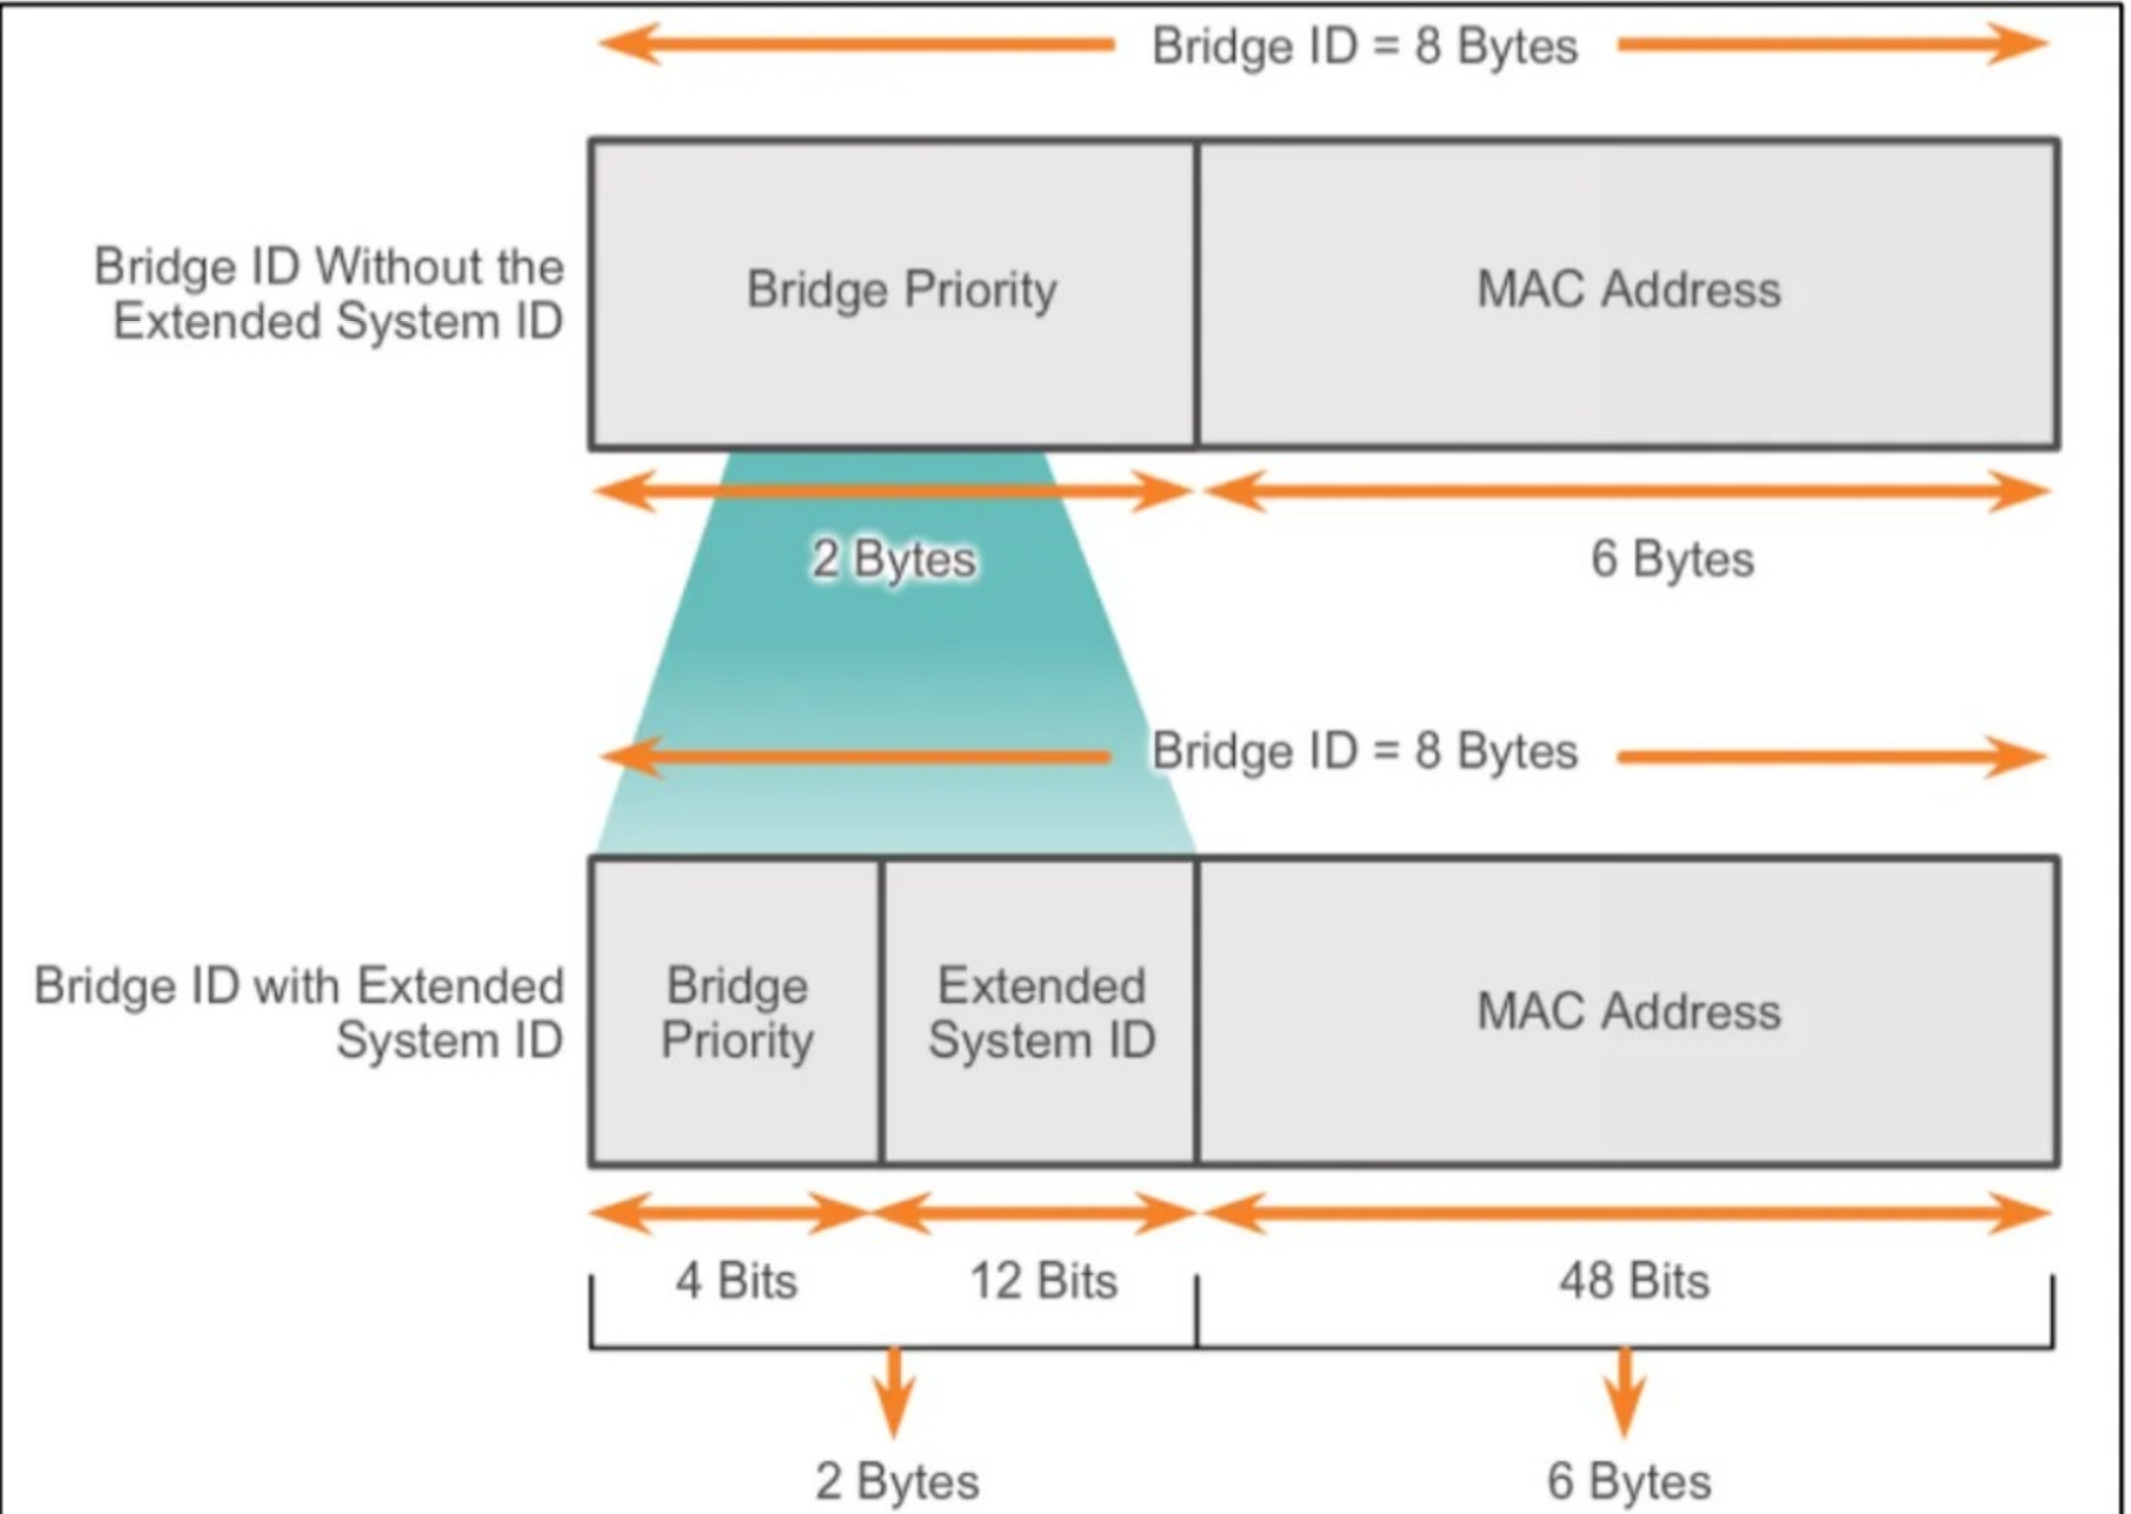 Bridge ID = 8 Bytes
Bridge ID Without the
Extended System ID
Bridge Priority
MAC Address
2 Bytes
6 Bytes
Bridge ID = 8 Bytes
Bridge ID with Extended
System ID
Bridge
Priority
Extended
System ID
MAC Address
4 Bits
12 Bits
48 Bits
2 Bytes
6 Bytes